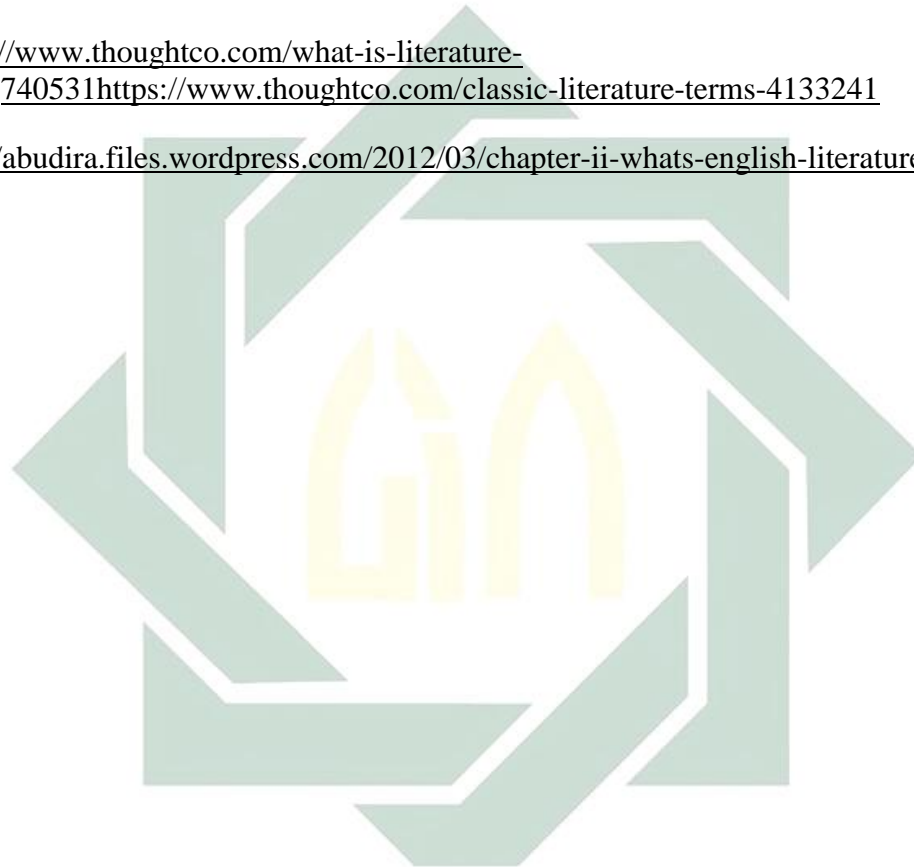 //www.thoughtco.com/what-is-literature-
740531https://www.thoughtco.com/classic-literature-terms-4133241
/abudira.files.wordpress.com/2012/03/chapter-ii-whats-english-literature